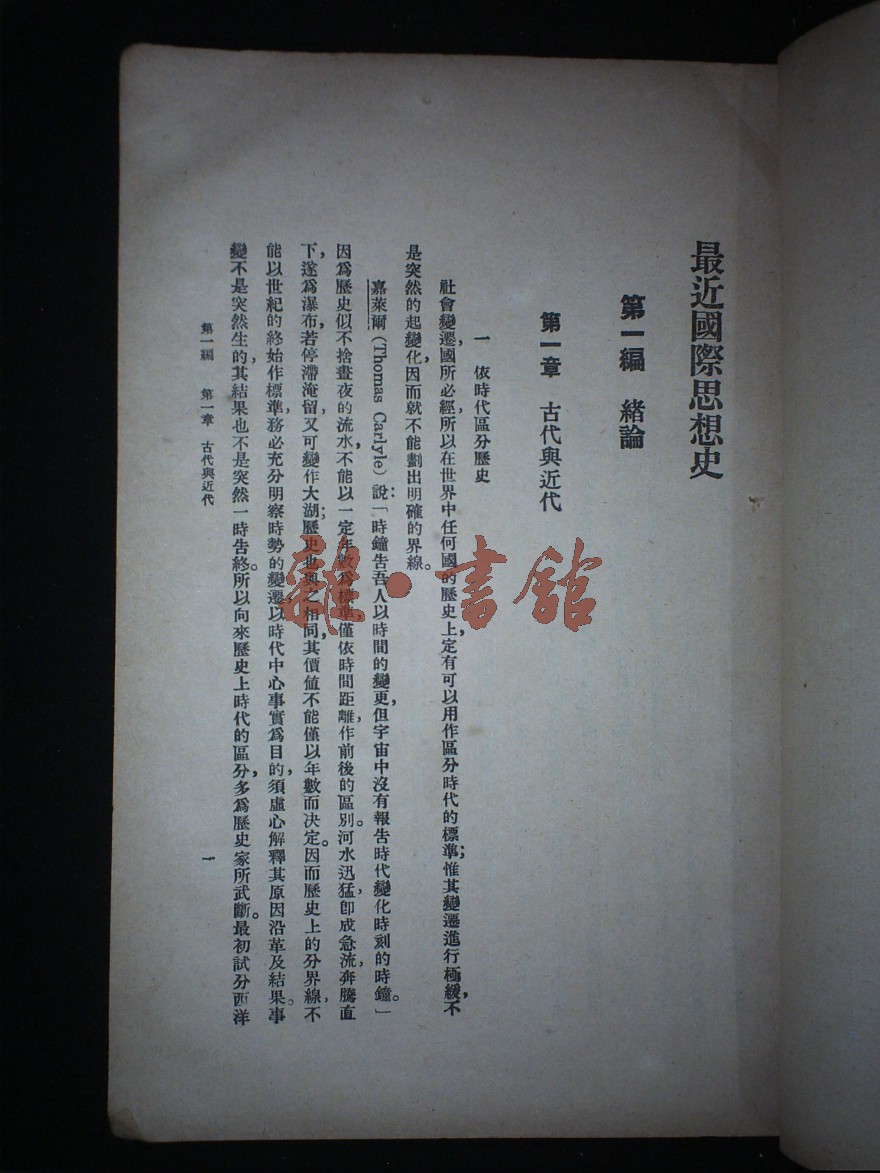 最近國際思想史
第一編　緒論
第一章　古代與近代
一　依時代區分歷史
社會變遷，國所必經，所以在世界中任何國的歷史上，定有可以用作區分時代的標準；惟其變遷進行極緩，不
是突然的起變化，因而就不能劃出明確的界線。
嘉萊爾(Thomas Carlyle)說：「時鐘告吾人以時間的變更，但宇宙中沒有報告時代變化時刻的時鐘。」
因爲歷史似不捨晝夜的流水，不能以一定年數爲標準，僅依時間距離作前後的區別。河水迅猛，即成急流，奔騰直
下，遂爲瀑布，若停滯淹留，又可變作大湖；歷史也與之相同，其價值不能僅以年數而決定。因而歷史上的分界線，不
能以世紀的終始作標準，務必充分明察時勢的變遷，以時代中心事實爲目的，須虛心解釋其原因沿革及結果。事
變不是突然生的，其結果也不是突然一時告終。所以向來歷史上時代的區分，多爲歷史家所武斷。最初試分西洋
第一編　第一章　古代與近代
一
雜·書館